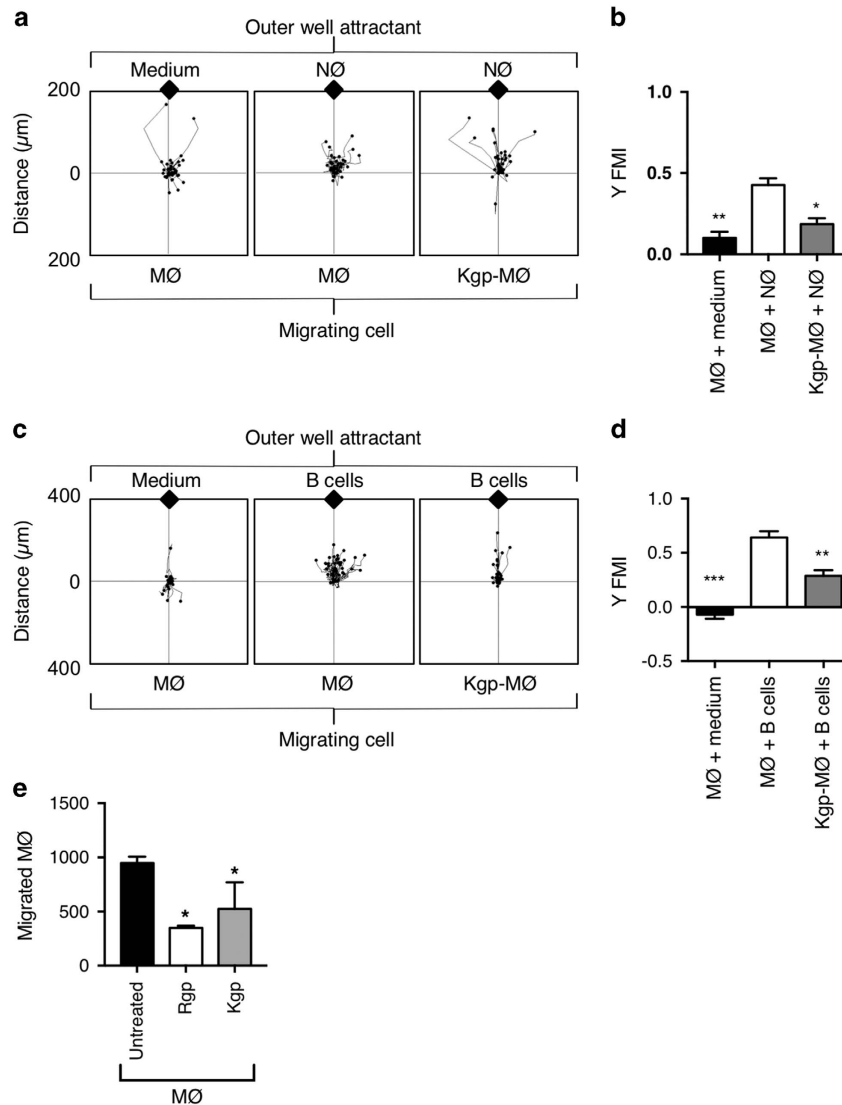 a
Outer well attractant
Medium NØ NØ
200
Distance (µm)
0
200
MØ MØ Kgp-MØ
Migrating cell
b
1.0
Y FMI
0.5
0.0
** *
MØ + medium
MØ + NØ
Kgp-MØ + NØ
c
Outer well attractant
Medium B cells B cells
400
Distance (µm)
0
400
MØ MØ Kgp-MØ
Migrating cell
d
1.0
Y FMI
0.5
0.0
-0.5
*** **
MØ + medium
MØ + B cells
Kgp-MØ + B cells
e
1500
Migrated MØ
1000
500
0
* *
Untreated
Rgp
Kgp
MØ